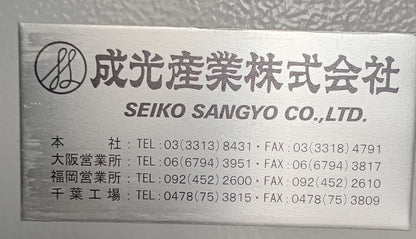 成光産業株式会社
SEIKO SANGYO CO.,LTD.
本　　社：TEL:03(3313)8431・FAX:03(3318)4791
大阪営業所：TEL:06(6794)3951・FAX:06(6794)3817
福岡営業所：TEL:092(452)2600・FAX:092(452)2610
千葉工場：TEL:0478(75)3815・FAX:0478(75)3809